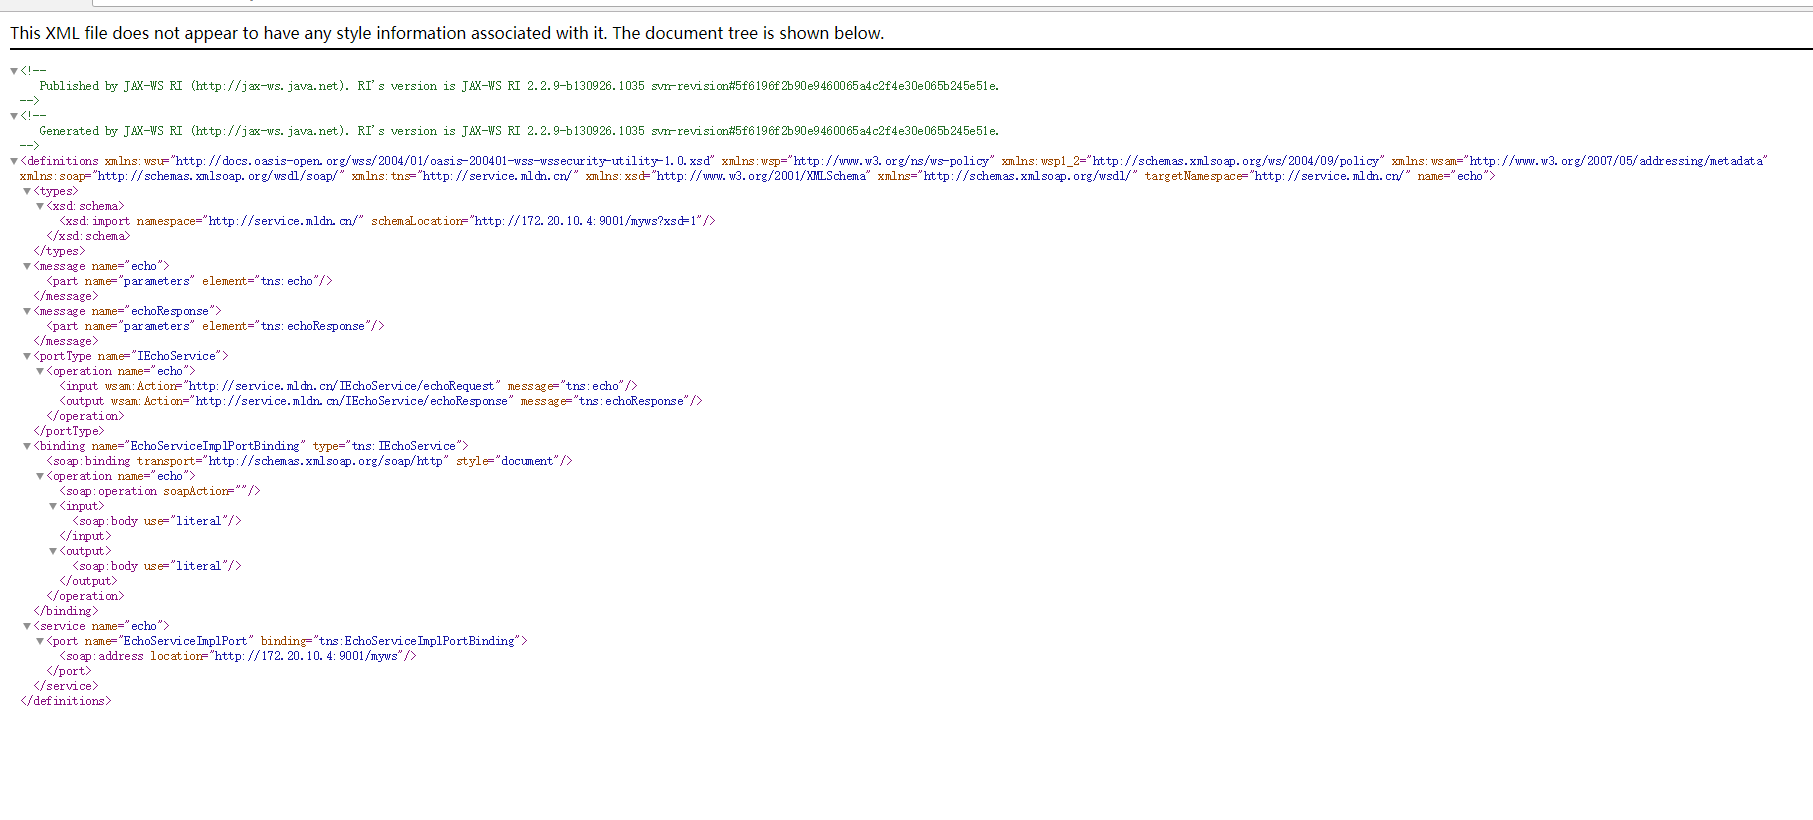 This XML file does not appear to have any style information associated with it. The document tree is shown below.
▼<!--
Published by JAX-WS RI (http://jax-ws.java.net). RI's version is JAX-WS RI 2.2.9-b130926.1035 svn-revision#5f6196f2b90e9460065a4c2f4e30e065b245e51e.
-->
▼<!--
Generated by JAX-WS RI (http://jax-ws.java.net). RI's version is JAX-WS RI 2.2.9-b130926.1035 svn-revision#5f6196f2b90e9460065a4c2f4e30e065b245e51e.
-->
▼<definitions xmlns:wsu="http://docs.oasis-open.org/wss/2004/01/oasis-200401-wss-wssecurity-utility-1.0.xsd" xmlns:wsp="http://www.w3.org/ns/ws-policy" xmlns:wsp1_2="http://schemas.xmlsoap.org/ws/2004/09/policy" xmlns:wsam="http://www.w3.org/2007/05/addressing/metadata"
xmlns:soap="http://schemas.xmlsoap.org/wsdl/soap/" xmlns:tns="http://service.mldn.cn/" xmlns:xsd="http://www.w3.org/2001/XMLSchema" xmlns="http://schemas.xmlsoap.org/wsdl/" targetNamespace="http://service.mldn.cn/" name="echo">
▼<types>
▼<xsd:schema>
<xsd:import namespace="http://service.mldn.cn/" schemaLocation="http://172.20.10.4:9001/myws?xsd=1"/>
</xsd:schema>
</types>
▼<message name="echo">
<part name="parameters" element="tns:echo"/>
</message>
▼<message name="echoResponse">
<part name="parameters" element="tns:echoResponse"/>
</message>
▼<portType name="IEchoService">
▼<operation name="echo">
<input wsam:Action="http://service.mldn.cn/IEchoService/echoRequest" message="tns:echo"/>
<output wsam:Action="http://service.mldn.cn/IEchoService/echoResponse" message="tns:echoResponse"/>
</operation>
</portType>
▼<binding name="EchoServiceImplPortBinding" type="tns:IEchoService">
<soap:binding transport="http://schemas.xmlsoap.org/soap/http" style="document"/>
▼<operation name="echo">
<soap:operation soapAction=""/>
▼<input>
<soap:body use="literal"/>
</input>
▼<output>
<soap:body use="literal"/>
</output>
</operation>
</binding>
▼<service name="echo">
▼<port name="EchoServiceImplPort" binding="tns:EchoServiceImplPortBinding">
<soap:address location="http://172.20.10.4:9001/myws"/>
</port>
</service>
</definitions>